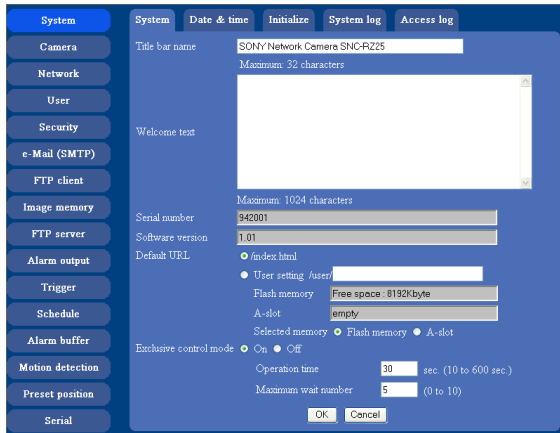 System
Camera
Network
User
Security
e-Mail (SMTP)
FTP client
Image memory
FTP server
Alarm output
Trigger
Schedule
Alarm buffer
Motion detection
Preset position
Serial
System Date & time Initialize System log Access log
Title bar name SONY Network Camera SNC-RZ25
Maximum: 32 characters
Welcome text
Maximum: 1024 characters
Serial number 942001
Software version 1.01
Default URL /index.html
User setting /user/
Flash memory Free space : 8192Kbyte
A-slot empty
Selected memory Flash memory A-slot
Exclusive control mode On Off
Operation time 30 sec. (10 to 600 sec.)
Maximum wait number 5 (0 to 10)
OK Cancel